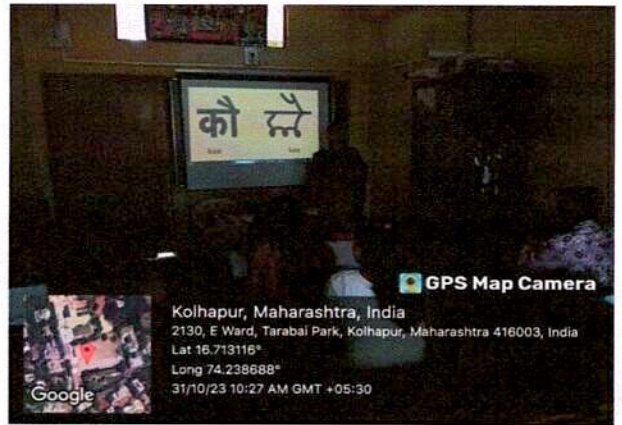 कौ
GPS Map Camera
Kolhapur, Maharashtra, India
2130, E Ward, Tarabai Park, Kolhapur, Maharashtra 416003, India
Lat 16.713116°
Long 74.238688°
31/10/23 10:27 AM GMT +05:30
Google